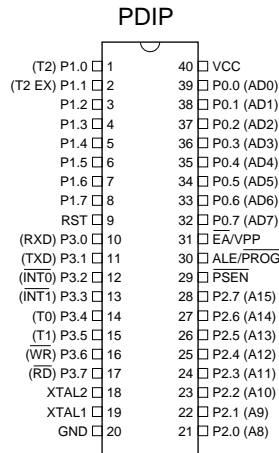 PDIP
(T2) P1.0 1 40 VCC
(T2 EX) P1.1 2 39 P0.0 (AD0)
P1.2 3 38 P0.1 (AD1)
P1.3 4 37 P0.2 (AD2)
P1.4 5 36 P0.3 (AD3)
P1.5 6 35 P0.4 (AD4)
P1.6 7 34 P0.5 (AD5)
P1.7 8 33 P0.6 (AD6)
RST 9 32 P0.7 (AD7)
(RXD) P3.0 10 31 E̅A̅/VPP
(TXD) P3.1 11 30 ALE/P̅R̅O̅G̅
(I̅N̅T̅0̅) P3.2 12 29 P̅S̅E̅N̅
(I̅N̅T̅1̅) P3.3 13 28 P2.7 (A15)
(T0) P3.4 14 27 P2.6 (A14)
(T1) P3.5 15 26 P2.5 (A13)
(W̅R̅) P3.6 16 25 P2.4 (A12)
(R̅D̅) P3.7 17 24 P2.3 (A11)
XTAL2 18 23 P2.2 (A10)
XTAL1 19 22 P2.1 (A9)
GND 20 21 P2.0 (A8)